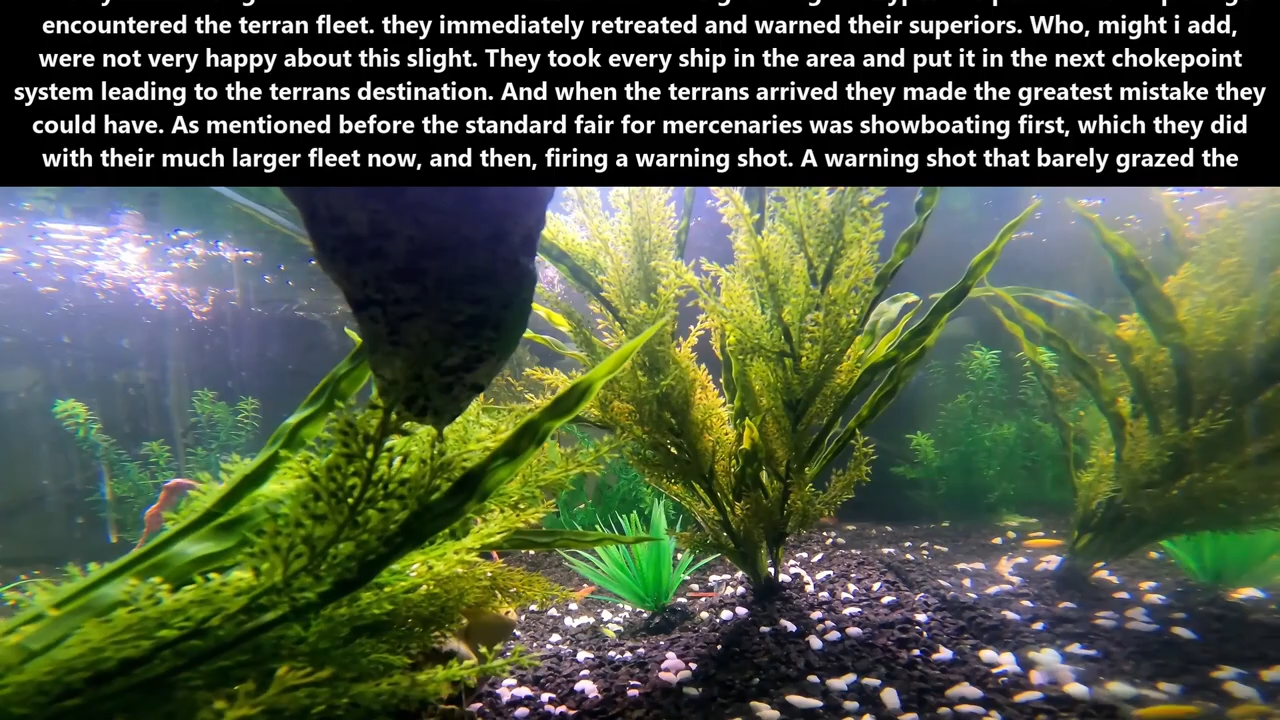 encountered the terran fleet. they immediately retreated and warned their superiors. Who, might i add,
were not very happy about this slight. They took every ship in the area and put it in the next chokepoint
system leading to the terrans destination. And when the terrans arrived they made the greatest mistake they
could have. As mentioned before the standard fair for mercenaries was showboating first, which they did
with their much larger fleet now, and then, firing a warning shot. A warning shot that barely grazed the